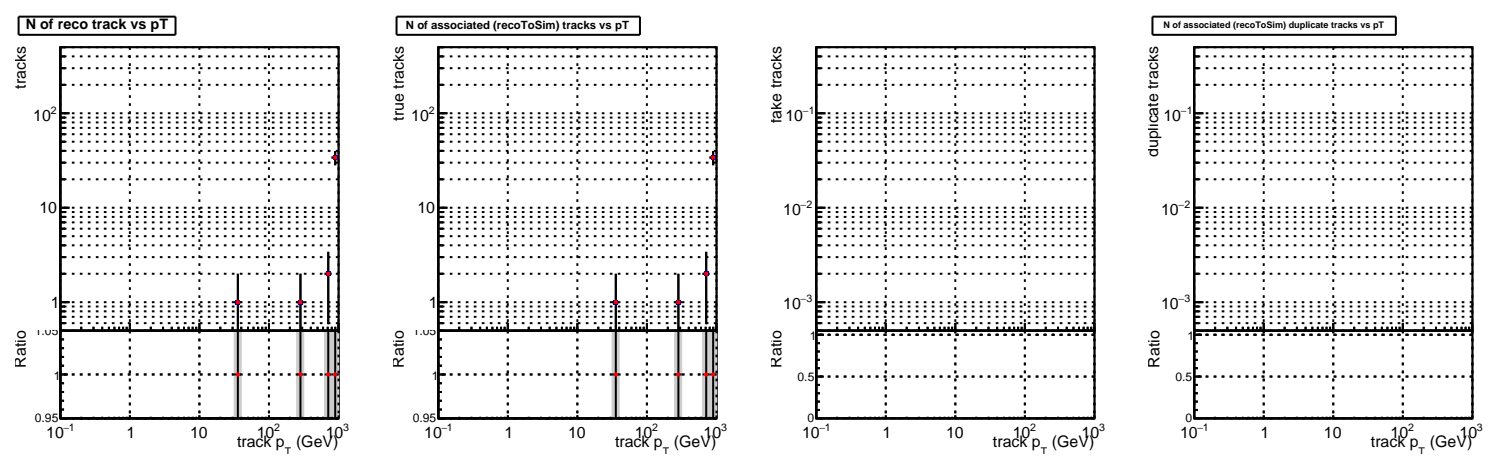 N of reco track vs pT
tracks
10²
10
1
1.05
Ratio
1
0.95
10⁻¹ 1 10 10² 10³
track p_T (GeV)
N of associated (recoToSim) tracks vs pT
true tracks
10²
10
1
1.05
Ratio
1
0.95
10⁻¹ 1 10 10² 10³
track p_T (GeV)
fake tracks
10⁻¹
10⁻²
10⁻³
Ratio
1
0.5
0
10⁻¹ 1 10 10² 10³
track p_T (GeV)
N of associated (recoToSim) duplicate tracks vs pT
duplicate tracks
10⁻¹
10⁻²
10⁻³
Ratio
1
0.5
0
10⁻¹ 1 10 10² 10³
track p_T (GeV)